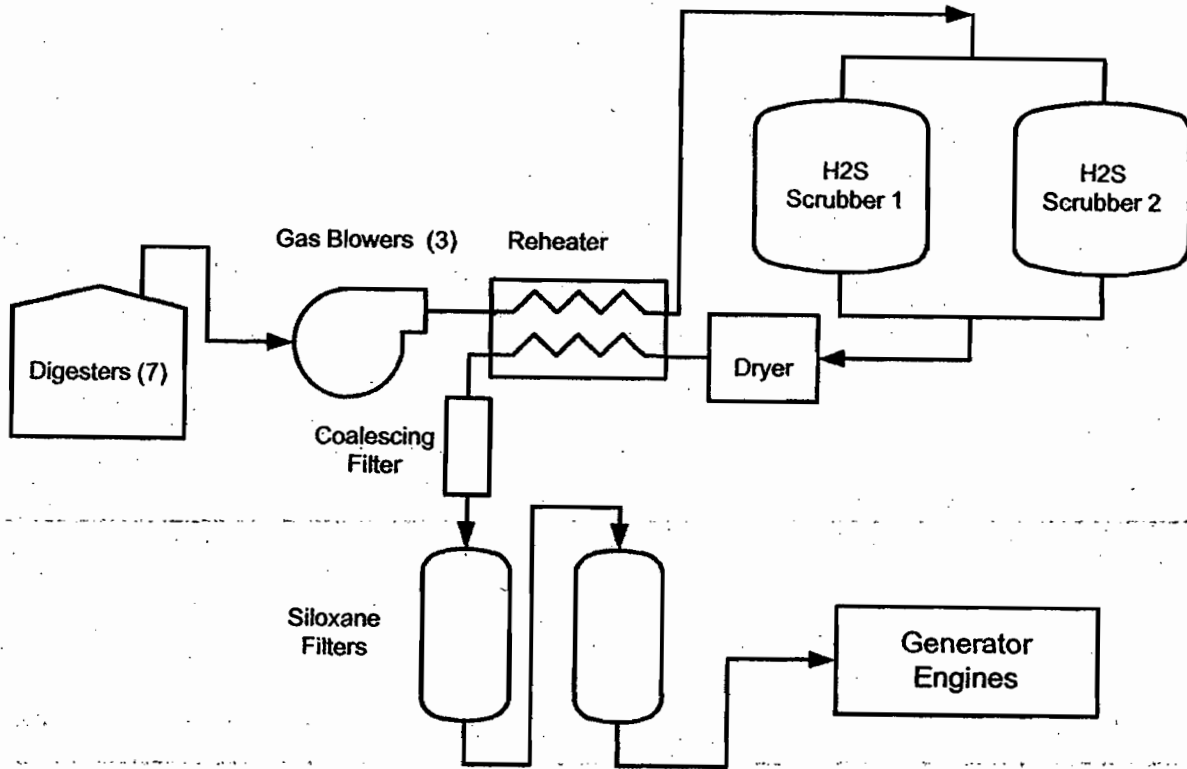 H2S
Scrubber 1
H2S
Scrubber 2
Gas Blowers (3)
Reheater
Digesters (7)
Dryer
Coalescing
Filter
Siloxane
Filters
Generator
Engines